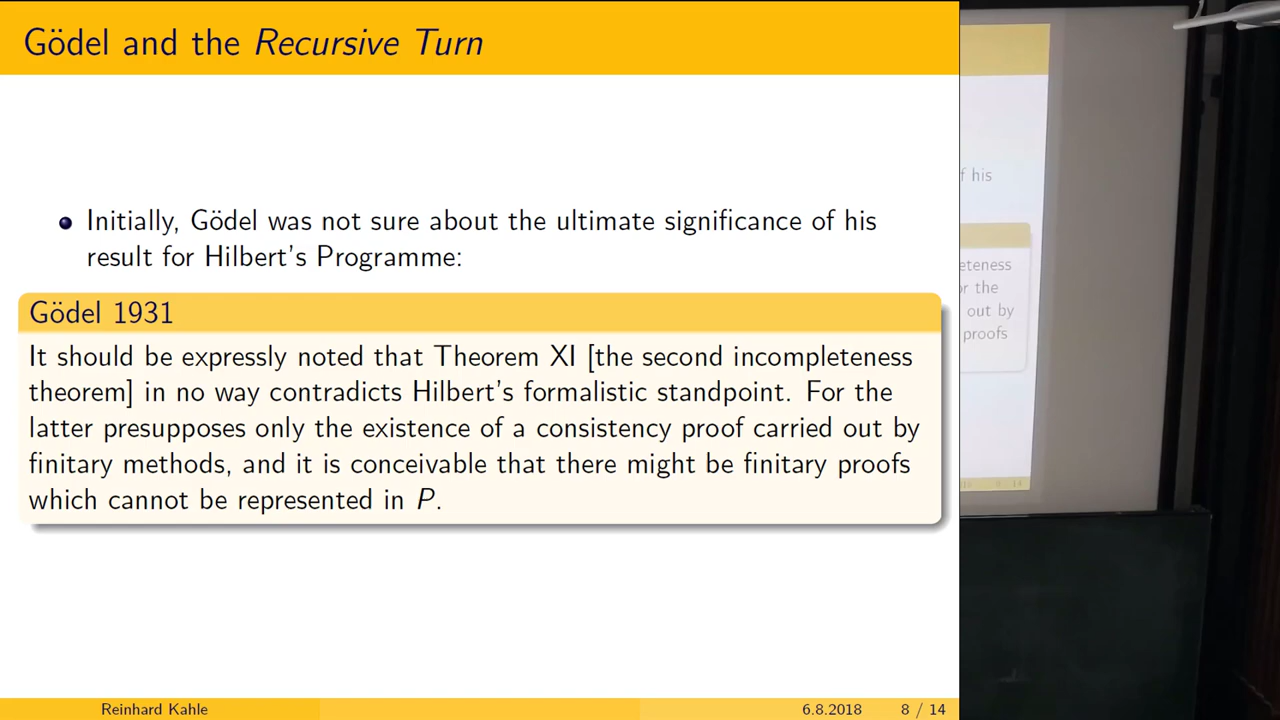 Gödel and the Recursive Turn
Initially, Gödel was not sure about the ultimate significance of his
result for Hilbert's Programme:
Gödel 1931
It should be expressly noted that Theorem XI [the second incompleteness
theorem] in no way contradicts Hilbert's formalistic standpoint. For the
latter presupposes only the existence of a consistency proof carried out by
finitary methods, and it is conceivable that there might be finitary proofs
which cannot be represented in P.
Reinhard Kahle 6.8.2018 8 / 14
f his
eteness
or the
out by
proofs
8 / 14